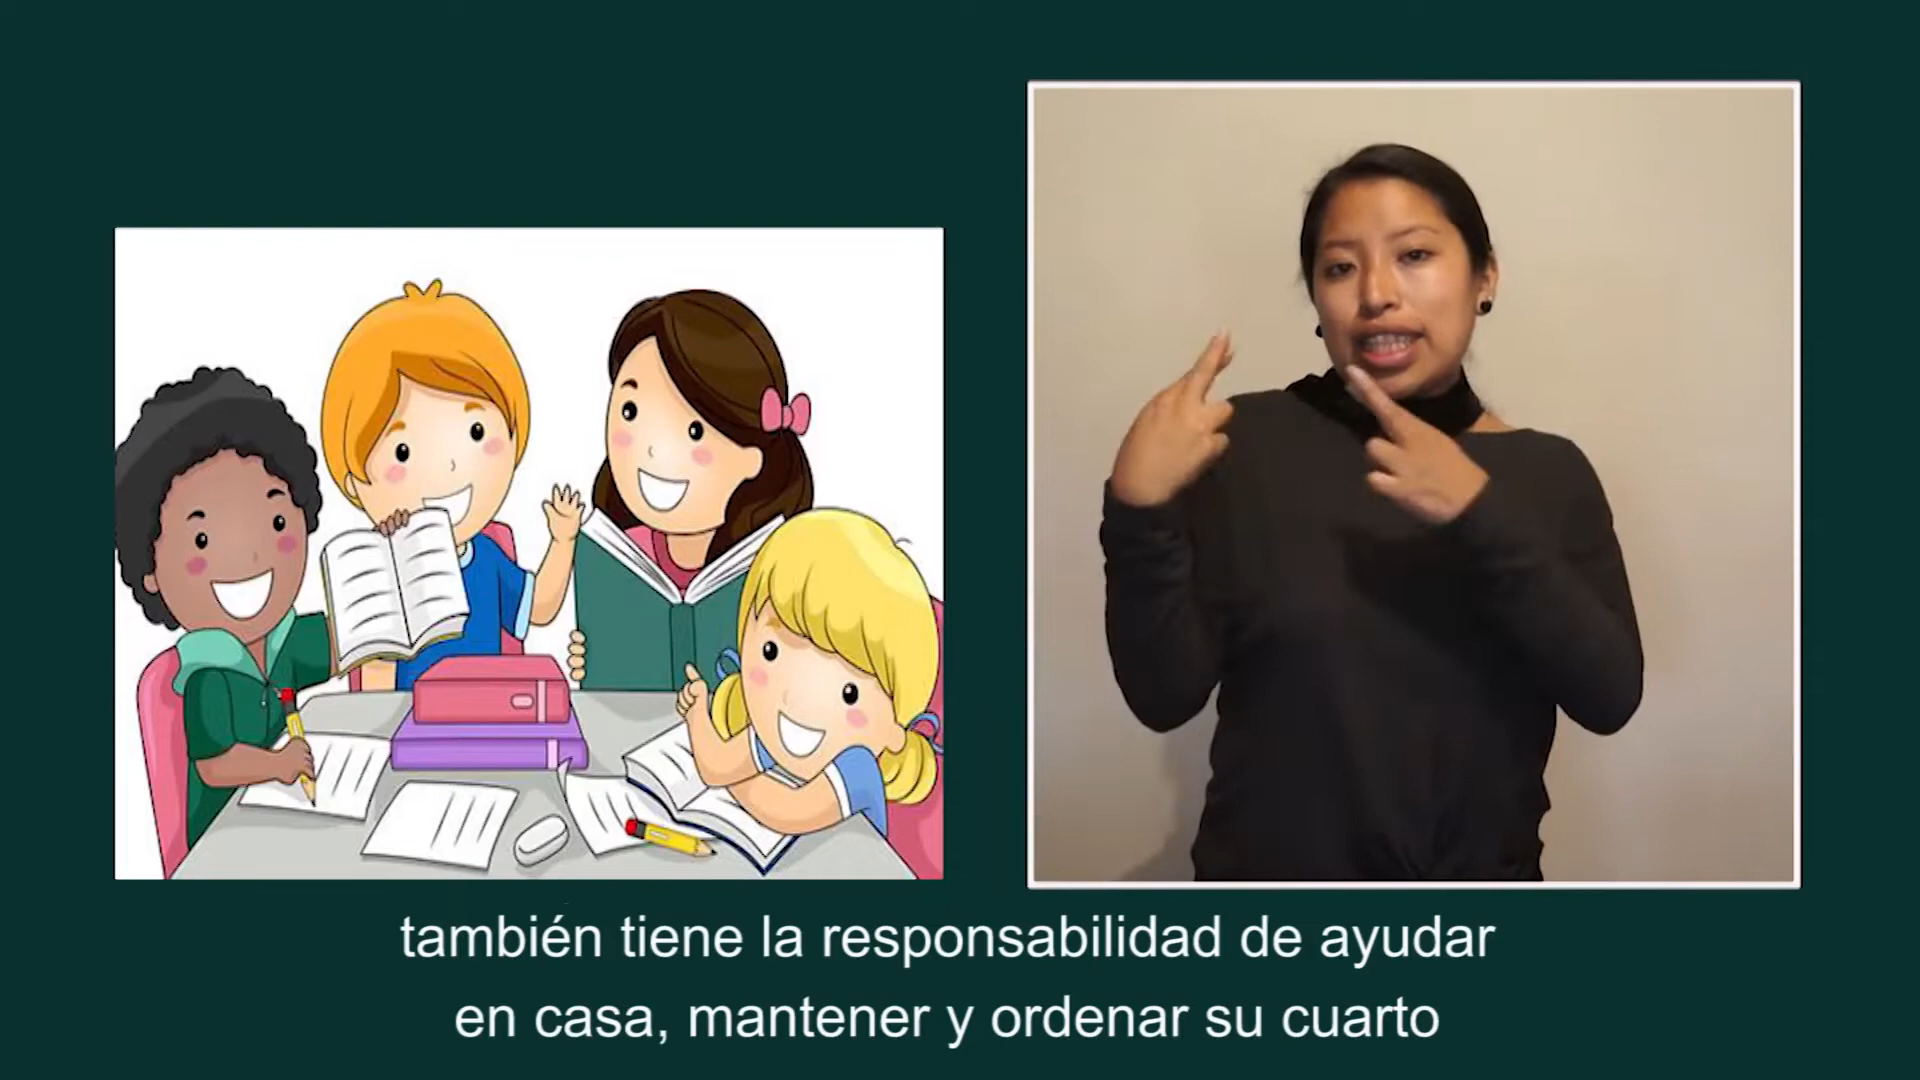 también tiene la responsabilidad de ayudar
en casa, mantener y ordenar su cuarto